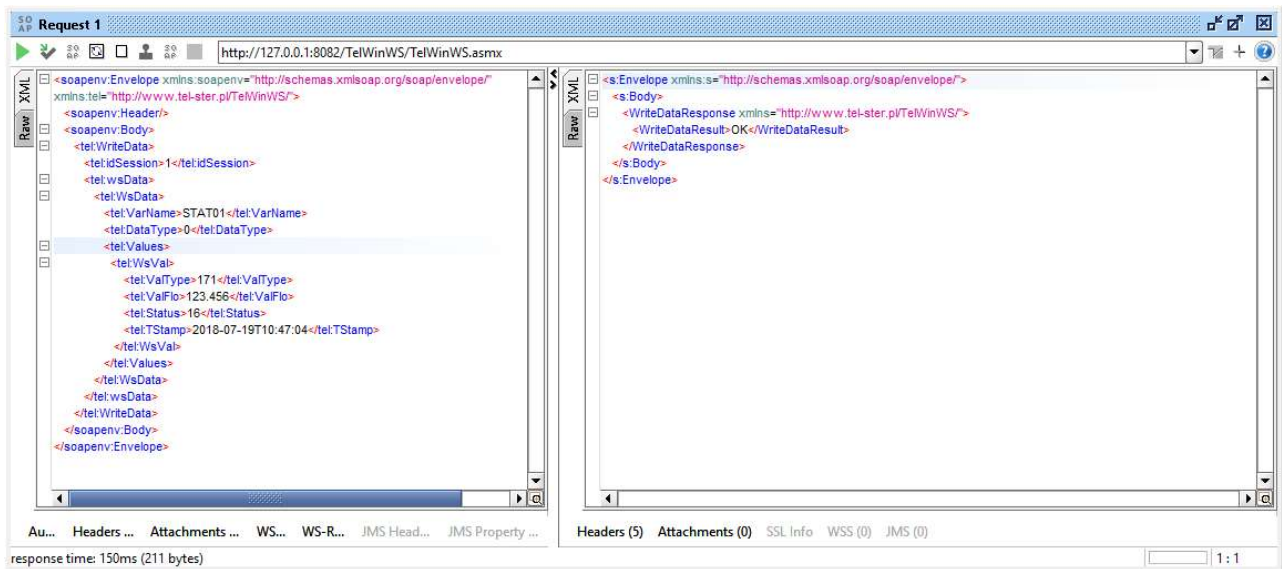 SO AP Request 1
http://127.0.0.1:8082/TelWinWS/TelWinWS.asmx
XML
Raw
<soapenv:Envelope xmlns:soapenv="http://schemas.xmlsoap.org/soap/envelope/"
xmlns:tel="http://www.tel-ster.pl/TelWinWS/">
<soapenv:Header/>
<soapenv:Body>
<tel:WriteData>
<tel:idSession>1</tel:idSession>
<tel:wsData>
<tel:WsData>
<tel:VarName>STAT01</tel:VarName>
<tel:DataType>0</tel:DataType>
<tel:Values>
<tel:WsVal>
<tel:ValType>171</tel:ValType>
<tel:ValFlo>123.456</tel:ValFlo>
<tel:Status>16</tel:Status>
<tel:TStamp>2018-07-19T10:47:04</tel:TStamp>
</tel:WsVal>
</tel:Values>
</tel:WsData>
</tel:wsData>
</tel:WriteData>
</soapenv:Body>
</soapenv:Envelope>
XML
Raw
<s:Envelope xmlns:s="http://schemas.xmlsoap.org/soap/envelope/">
<s:Body>
<WriteDataResponse xmlns="http://www.tel-ster.pl/TelWinWS/">
<WriteDataResult>OK</WriteDataResult>
</WriteDataResponse>
</s:Body>
</s:Envelope>
Au... Headers ... Attachments ... WS... WS-R... JMS Head... JMS Property ...
Headers (5) Attachments (0) SSL Info WSS (0) JMS (0)
response time: 150ms (211 bytes)
1 : 1